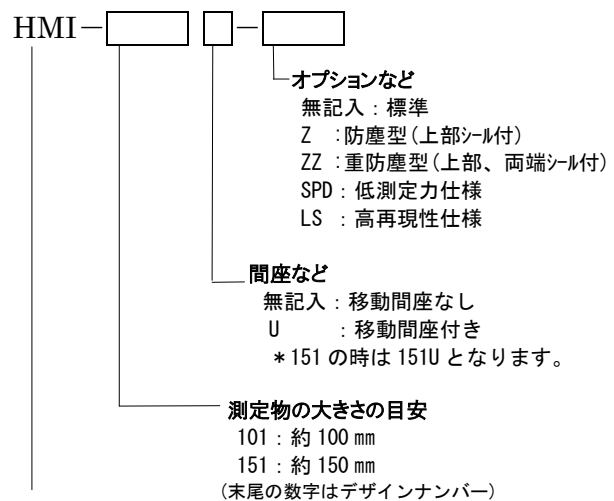 HMI－□□－□
オプションなど
無記入：標準
Z ：防塵型(上部ｼｰﾙ付)
ZZ：重防塵型(上部、両端ｼｰﾙ付)
SPD：低測定力仕様
LS ：高再現性仕様
間座など
無記入：移動間座なし
U ：移動間座付き
＊151の時は151Uとなります。
測定物の大きさの目安
101：約100㎜
151：約150㎜
(末尾の数字はデザインナンバー)